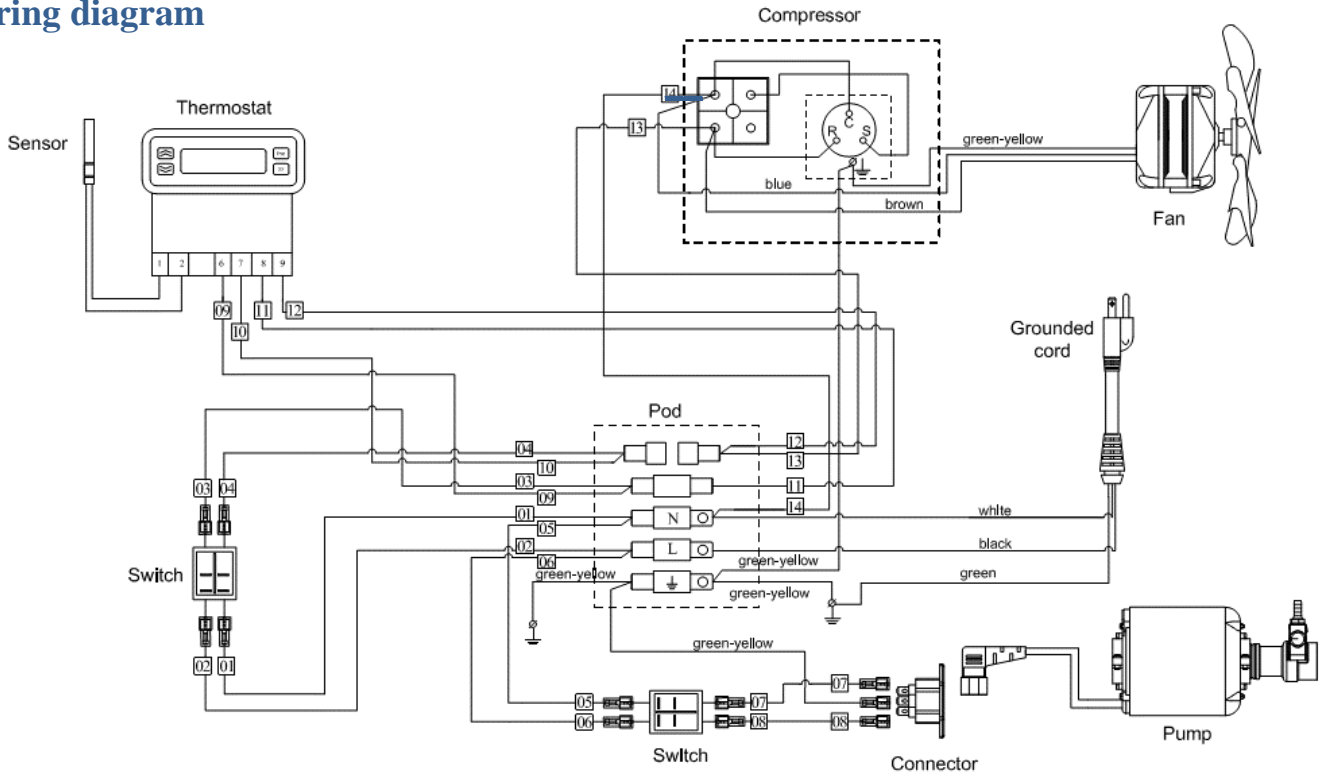 ring diagram
Compressor
Thermostat
Sensor
14
13
C
R S
green-yellow
blue
brown
Fan
1 2 6 7 8 9
09 11 12
10
Grounded
cord
Pod
04 12
10 13
03 11
09
03 04
01 N 14
05 white
02 L black
06
green-yellow green-yellow green
green-yellow
Switch
02 01
green-yellow
05 07 07
06 08 08
Switch
Connector
Pump